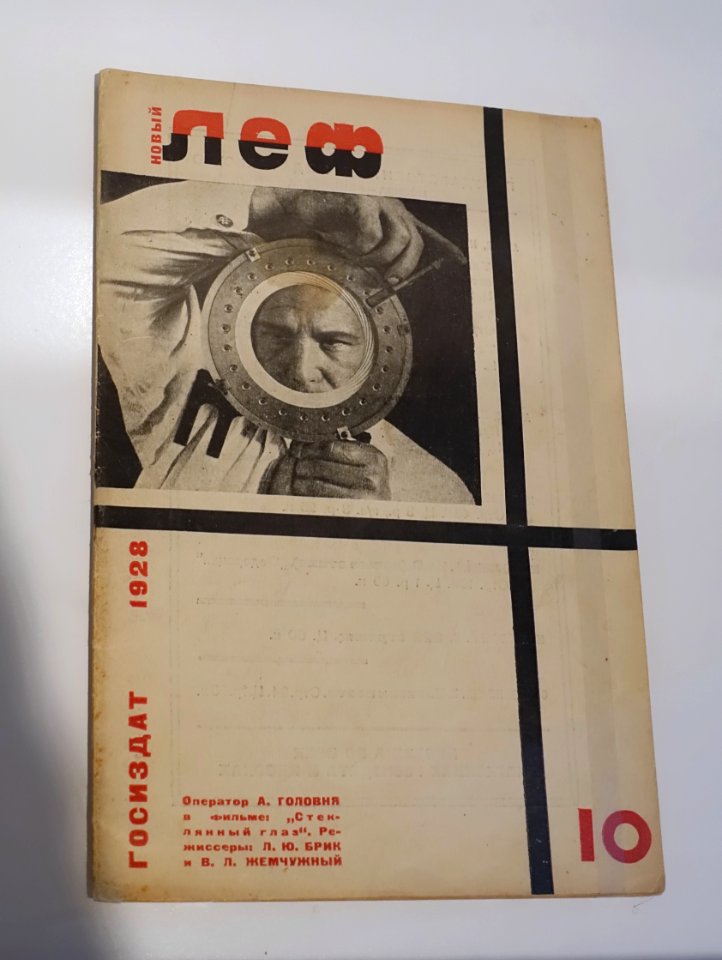 НОВЫЙ
ЛЕФ
ГОСИЗДАТ 1928
Оператор А. ГОЛОВНЯ
в фильме: „Стек-
лянный глаз“. Ре-
жиссеры: Л. Ю. БРИК
и В. Л. ЖЕМЧУЖНЫЙ
10